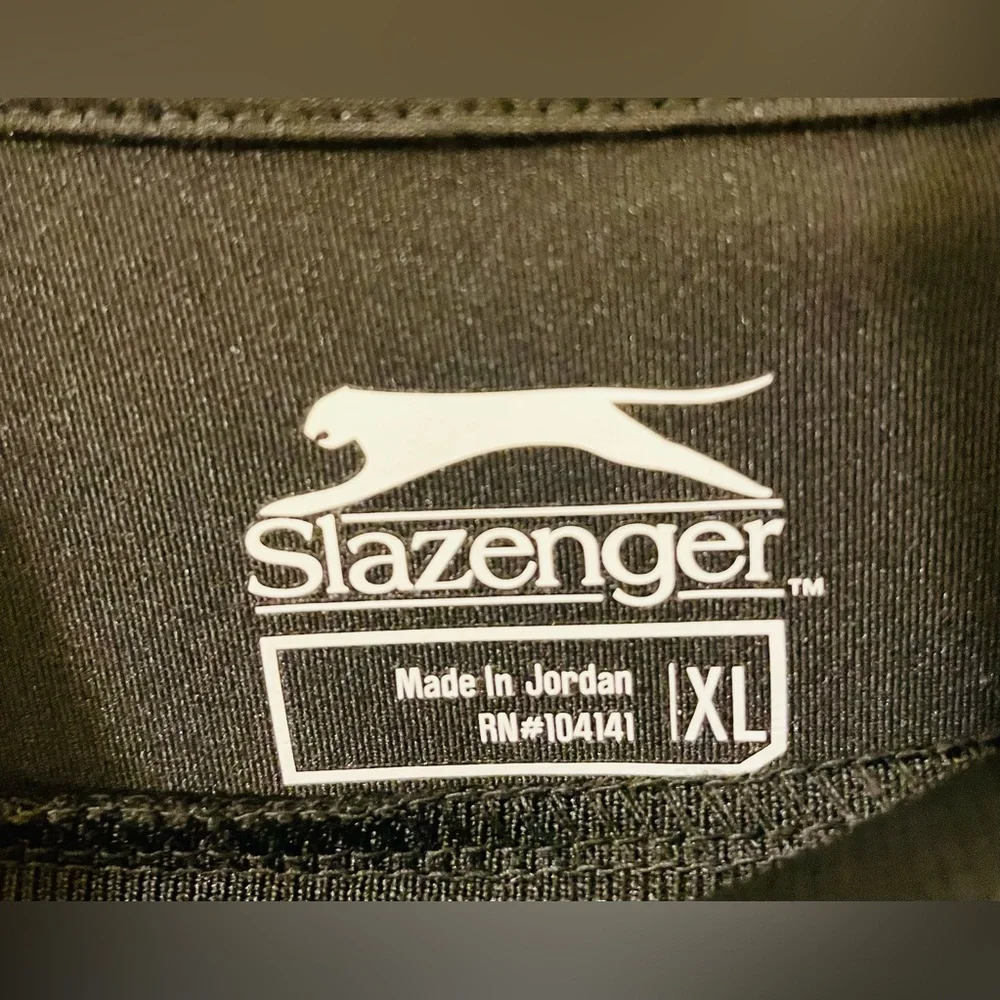 Slazenger™
Made In Jordan
RN#104141
XL